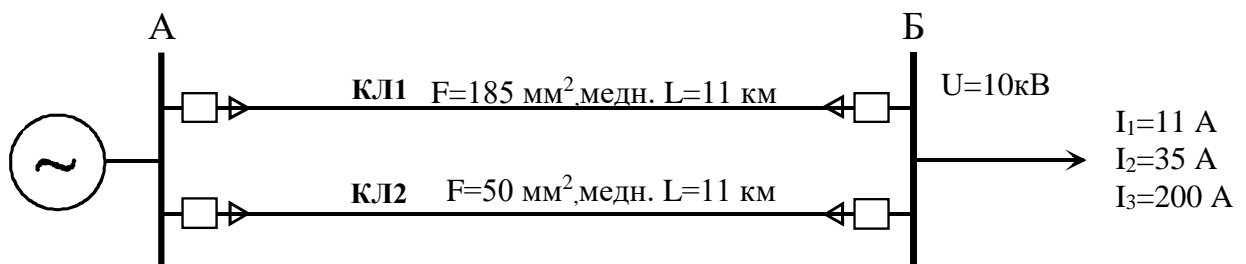 А
Б
КЛ1 F=185 мм²,медн. L=11 км
U=10кВ
I₁=11 А
I₂=35 А
I₃=200 А
~
КЛ2 F=50 мм²,медн. L=11 км